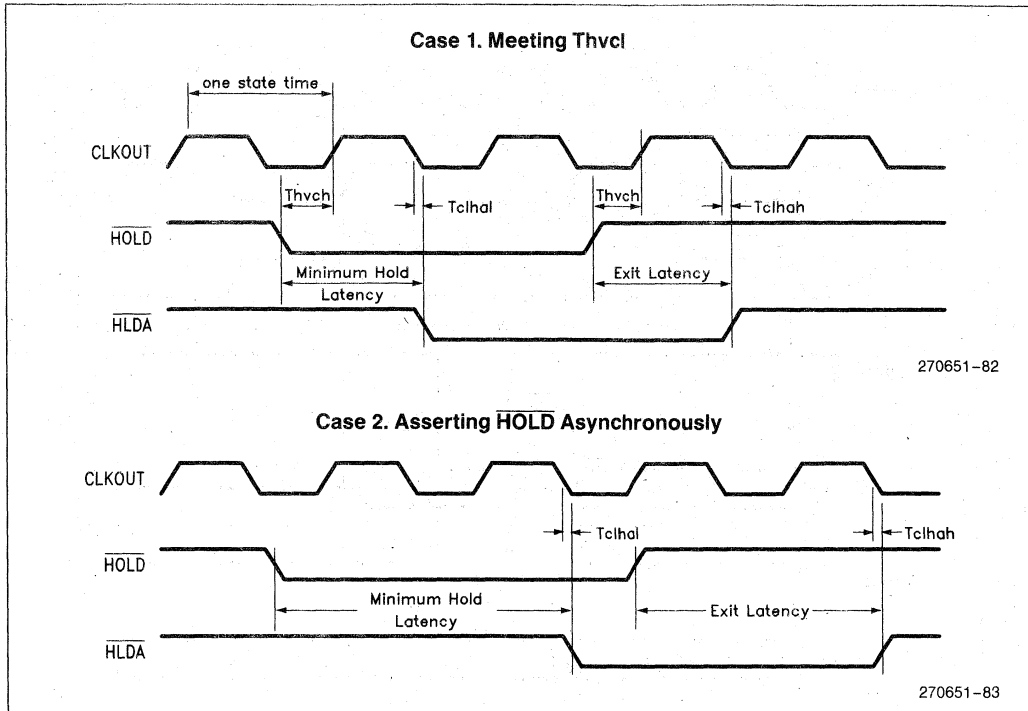 Case 1. Meeting Thvcl
one state time
CLKOUT
Thvch
Tclhal
Thvch
Tclhah
HOLD
Minimum Hold
Latency
Exit Latency
HLDA
270651-82
Case 2. Asserting HOLD Asynchronously
CLKOUT
Tclhal
Tclhah
HOLD
Minimum Hold
Latency
Exit Latency
HLDA
270651-83